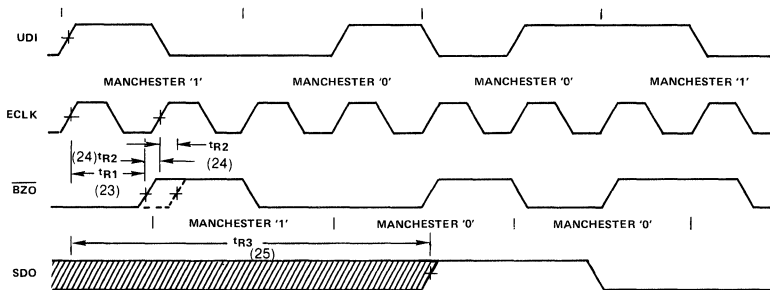 UDI
MANCHESTER '1' MANCHESTER '0' MANCHESTER '0' MANCHESTER '1'
ECLK
(24) tR2 tR2
(24)
tR1
(23)
BZO
MANCHESTER '1' MANCHESTER '0' MANCHESTER '0'
tR3
(25)
SDO